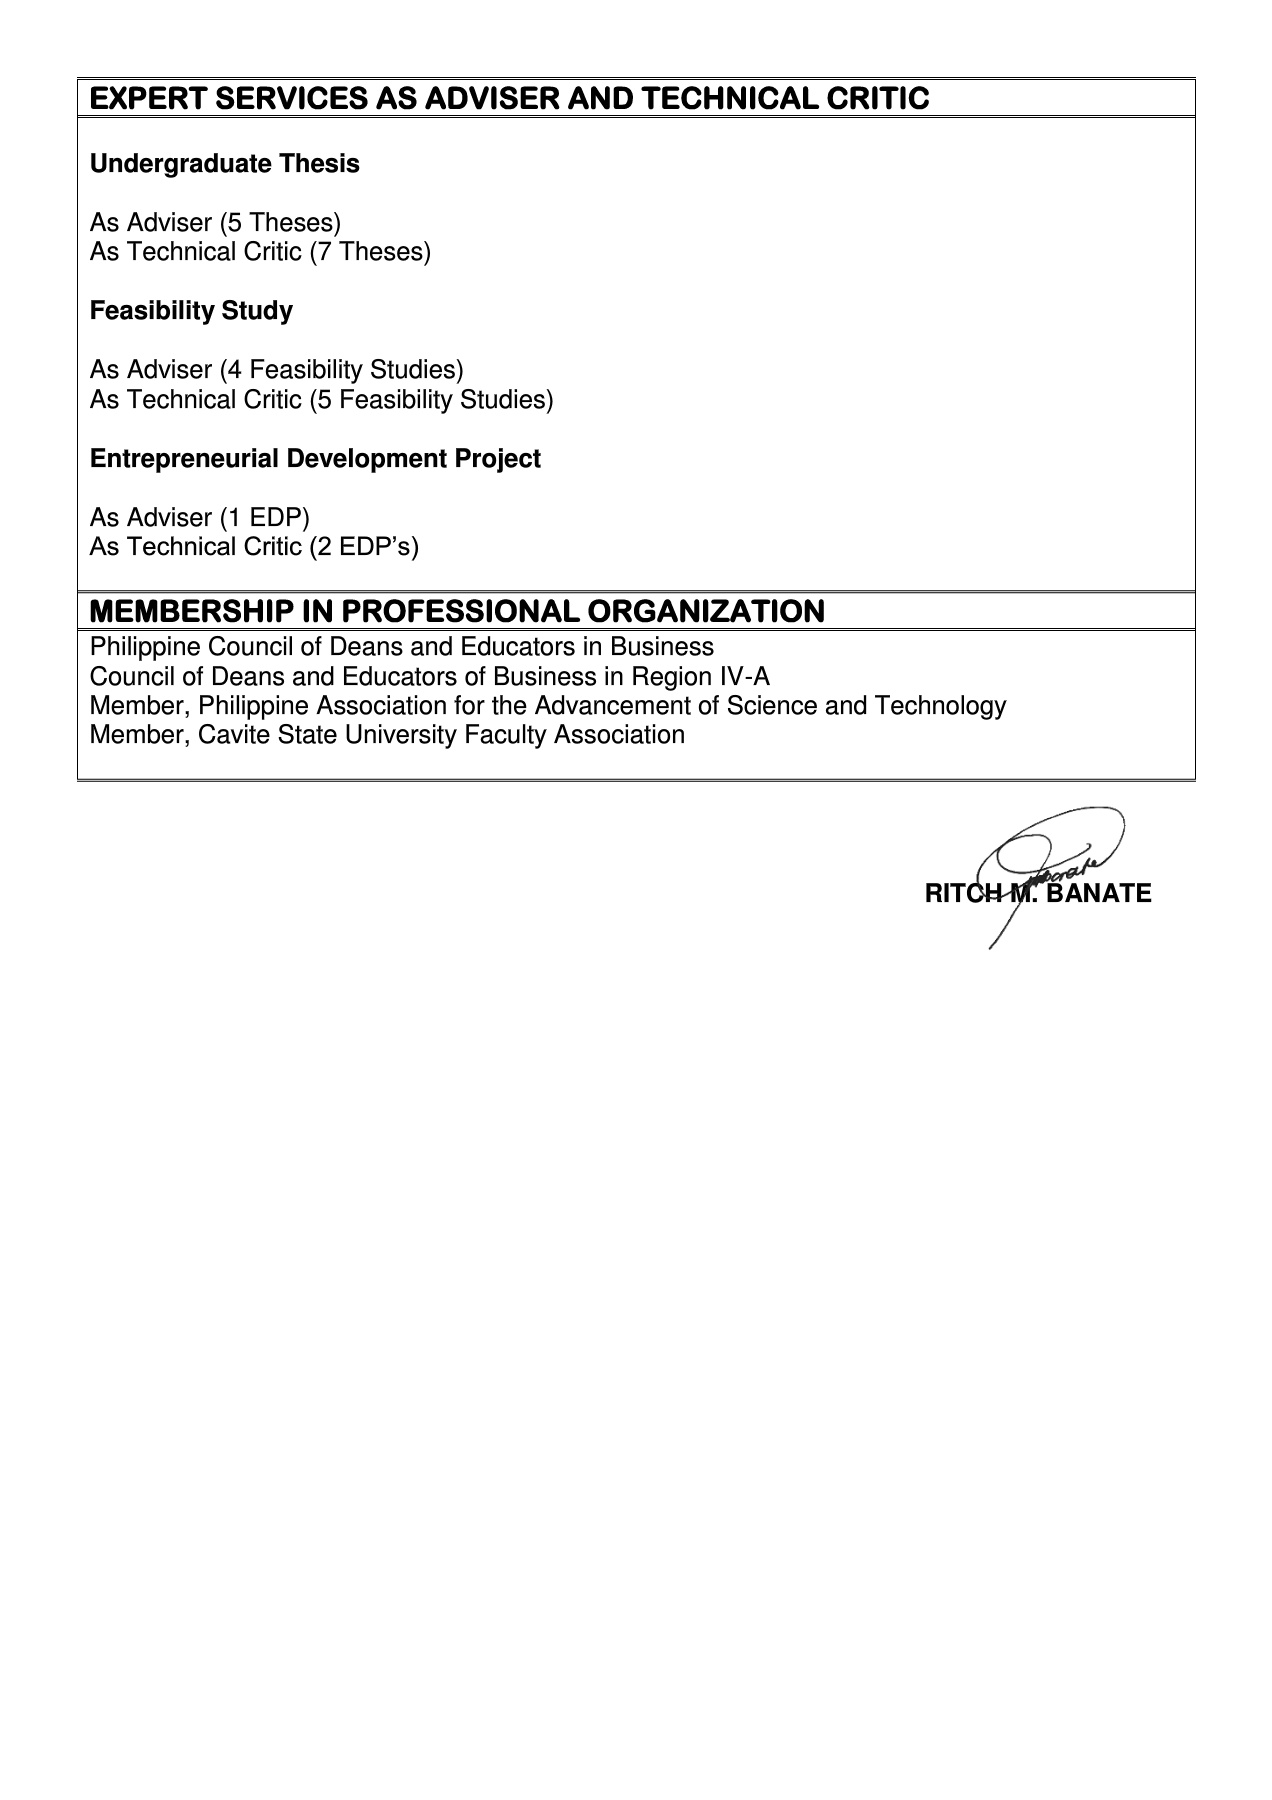 EXPERT SERVICES AS ADVISER AND TECHNICAL CRITIC
Undergraduate Thesis
As Adviser (5 Theses)
As Technical Critic (7 Theses)
Feasibility Study
As Adviser (4 Feasibility Studies)
As Technical Critic (5 Feasibility Studies)
Entrepreneurial Development Project
As Adviser (1 EDP)
As Technical Critic (2 EDP’s)
MEMBERSHIP IN PROFESSIONAL ORGANIZATION
Philippine Council of Deans and Educators in Business
Council of Deans and Educators of Business in Region IV-A
Member, Philippine Association for the Advancement of Science and Technology
Member, Cavite State University Faculty Association
RITCH M. BANATE